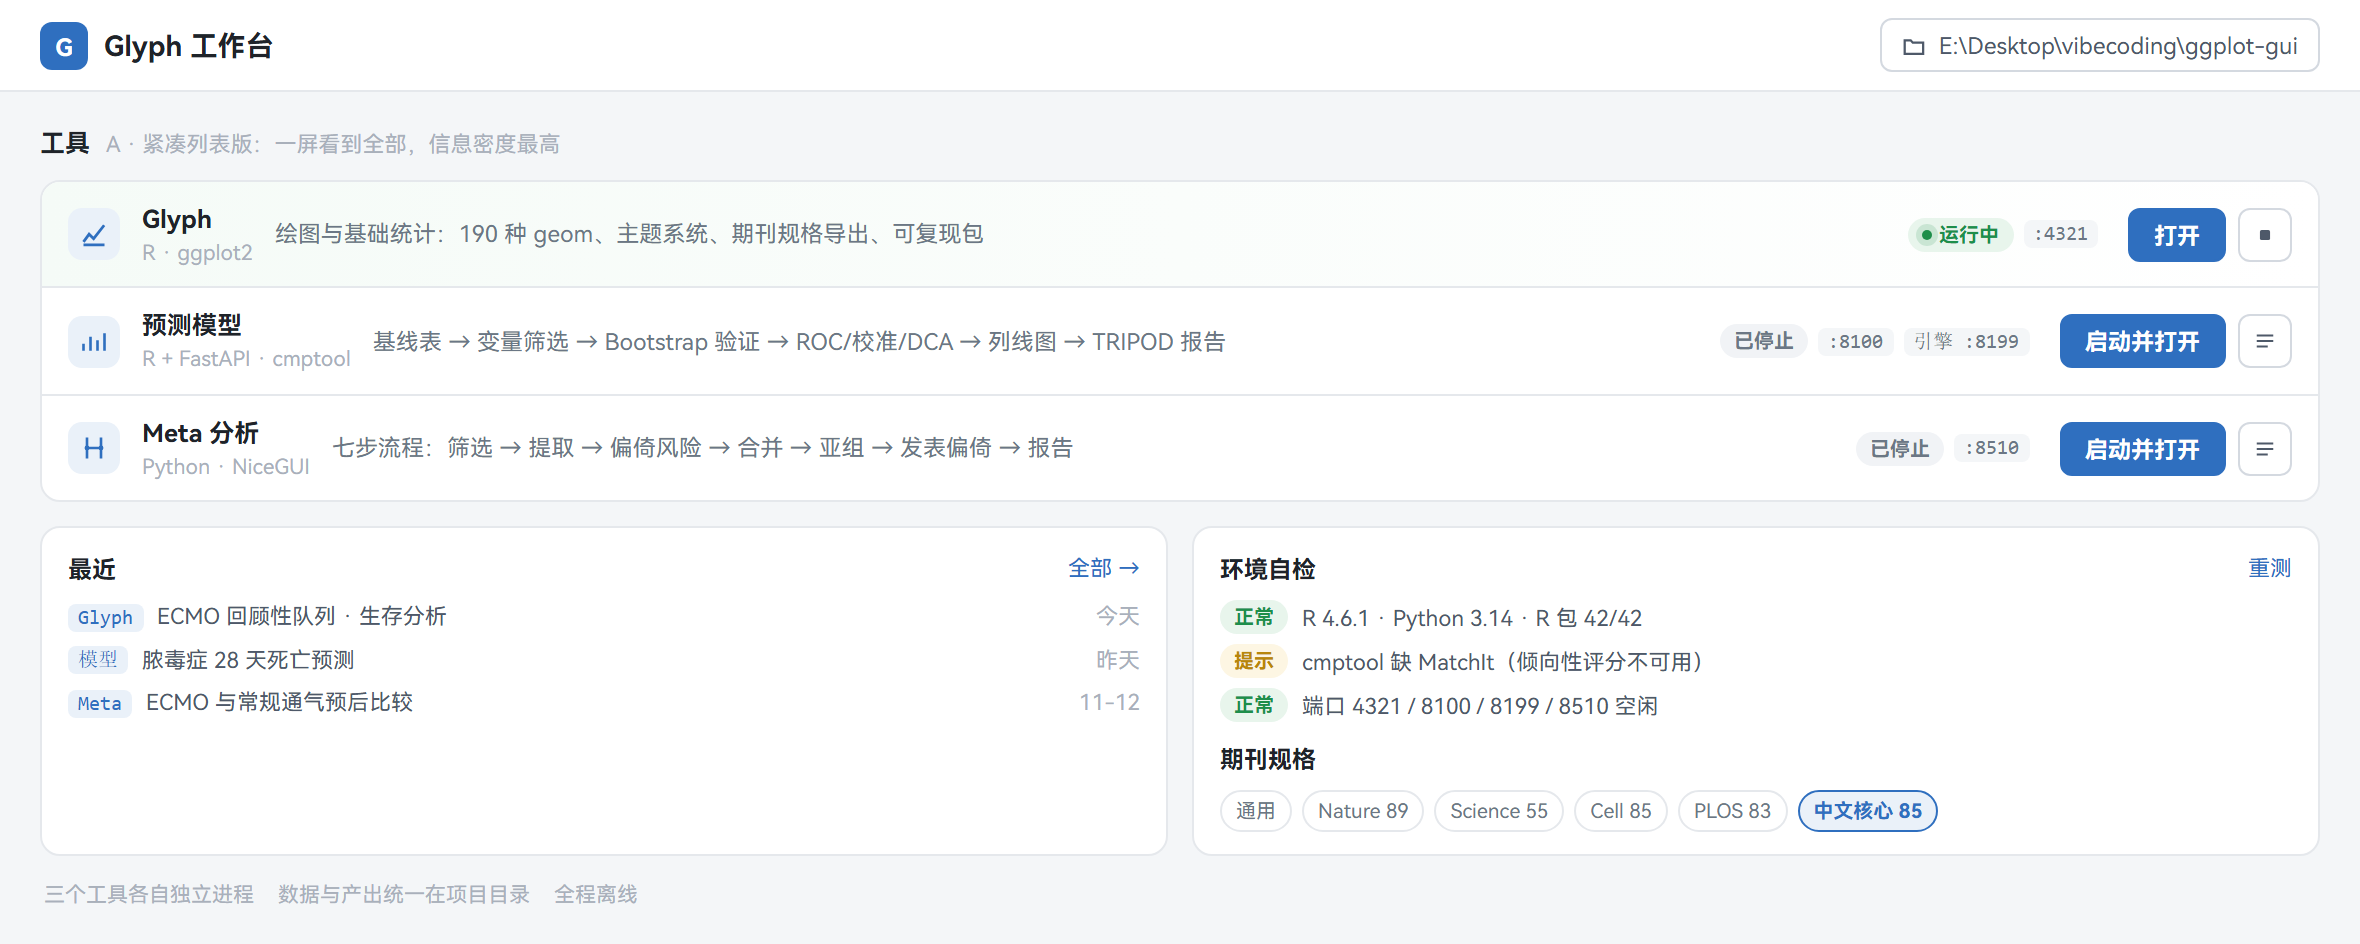 G Glyph 工作台
E:\Desktop\vibecoding\ggplot-gui
工具 A · 紧凑列表版：一屏看到全部，信息密度最高
Glyph
R · ggplot2
绘图与基础统计：190 种 geom、主题系统、期刊规格导出、可复现包
运行中 :4321 打开
预测模型
R + FastAPI · cmptool
基线表 → 变量筛选 → Bootstrap 验证 → ROC/校准/DCA → 列线图 → TRIPOD 报告
已停止 :8100 引擎 :8199 启动并打开
Meta 分析
Python · NiceGUI
七步流程：筛选 → 提取 → 偏倚风险 → 合并 → 亚组 → 发表偏倚 → 报告
已停止 :8510 启动并打开
最近 全部 →
Glyph ECMO 回顾性队列 · 生存分析 今天
模型 脓毒症 28 天死亡预测 昨天
Meta ECMO 与常规通气预后比较 11-12
环境自检 重测
正常 R 4.6.1 · Python 3.14 · R 包 42/42
提示 cmptool 缺 MatchIt（倾向性评分不可用）
正常 端口 4321 / 8100 / 8199 / 8510 空闲
期刊规格
通用 Nature 89 Science 55 Cell 85 PLOS 83 中文核心 85
三个工具各自独立进程 数据与产出统一在项目目录 全程离线